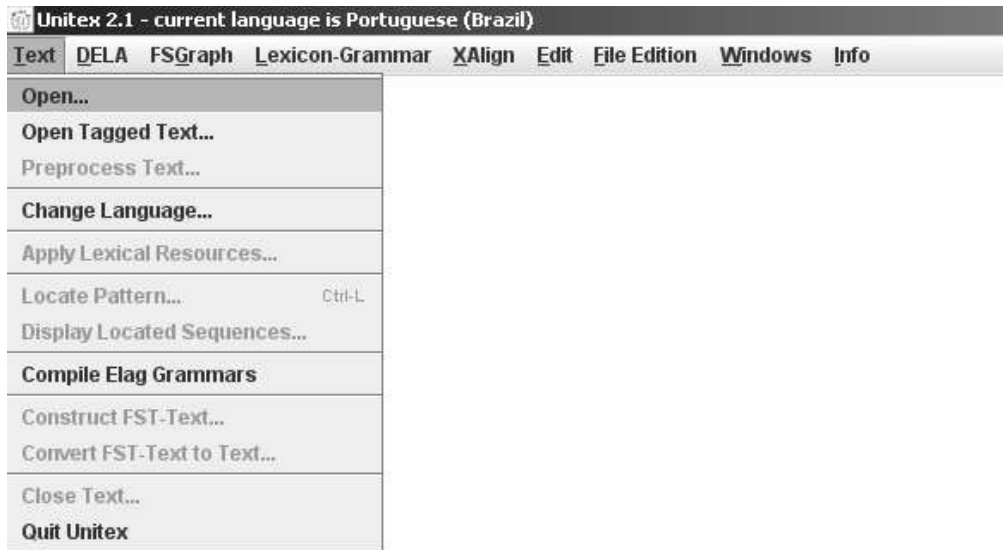 Unitex 2.1 - current language is Portuguese (Brazil)
Text DELA FSGraph Lexicon-Grammar XAlign Edit File Edition Windows Info
Open...
Open Tagged Text...
Preprocess Text...
Change Language...
Apply Lexical Resources...
Locate Pattern... Ctrl-L
Display Located Sequences...
Compile Elag Grammars
Construct FST-Text...
Convert FST-Text to Text...
Close Text...
Quit Unitex